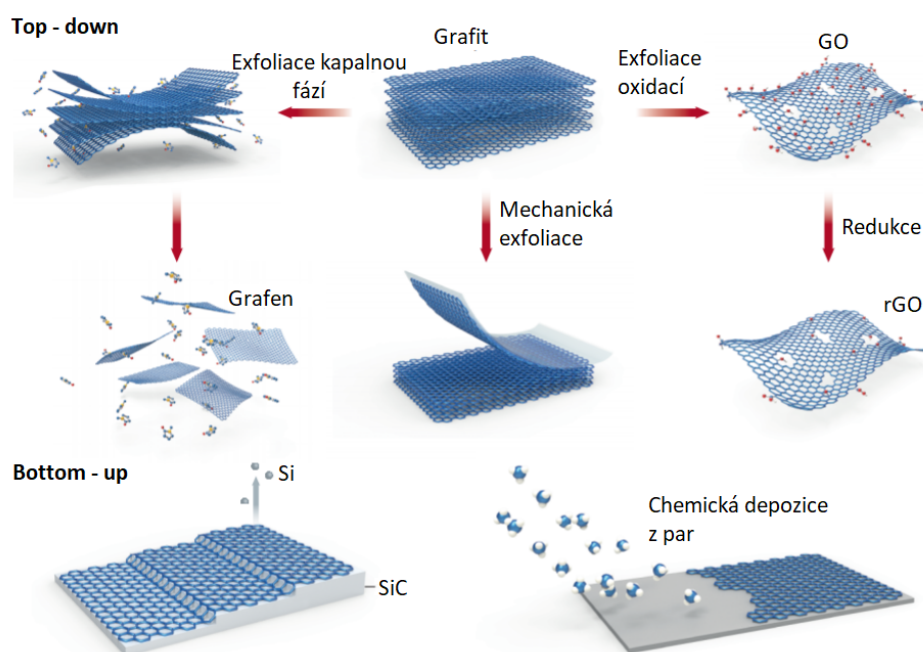 Top - down
Exfoliace kapalnou
fází
Grafit
Exfoliace
oxidací
GO
Mechanická
exfoliace
Redukce
Grafen
rGO
Bottom - up
Si
SiC
Chemická depozice
z par